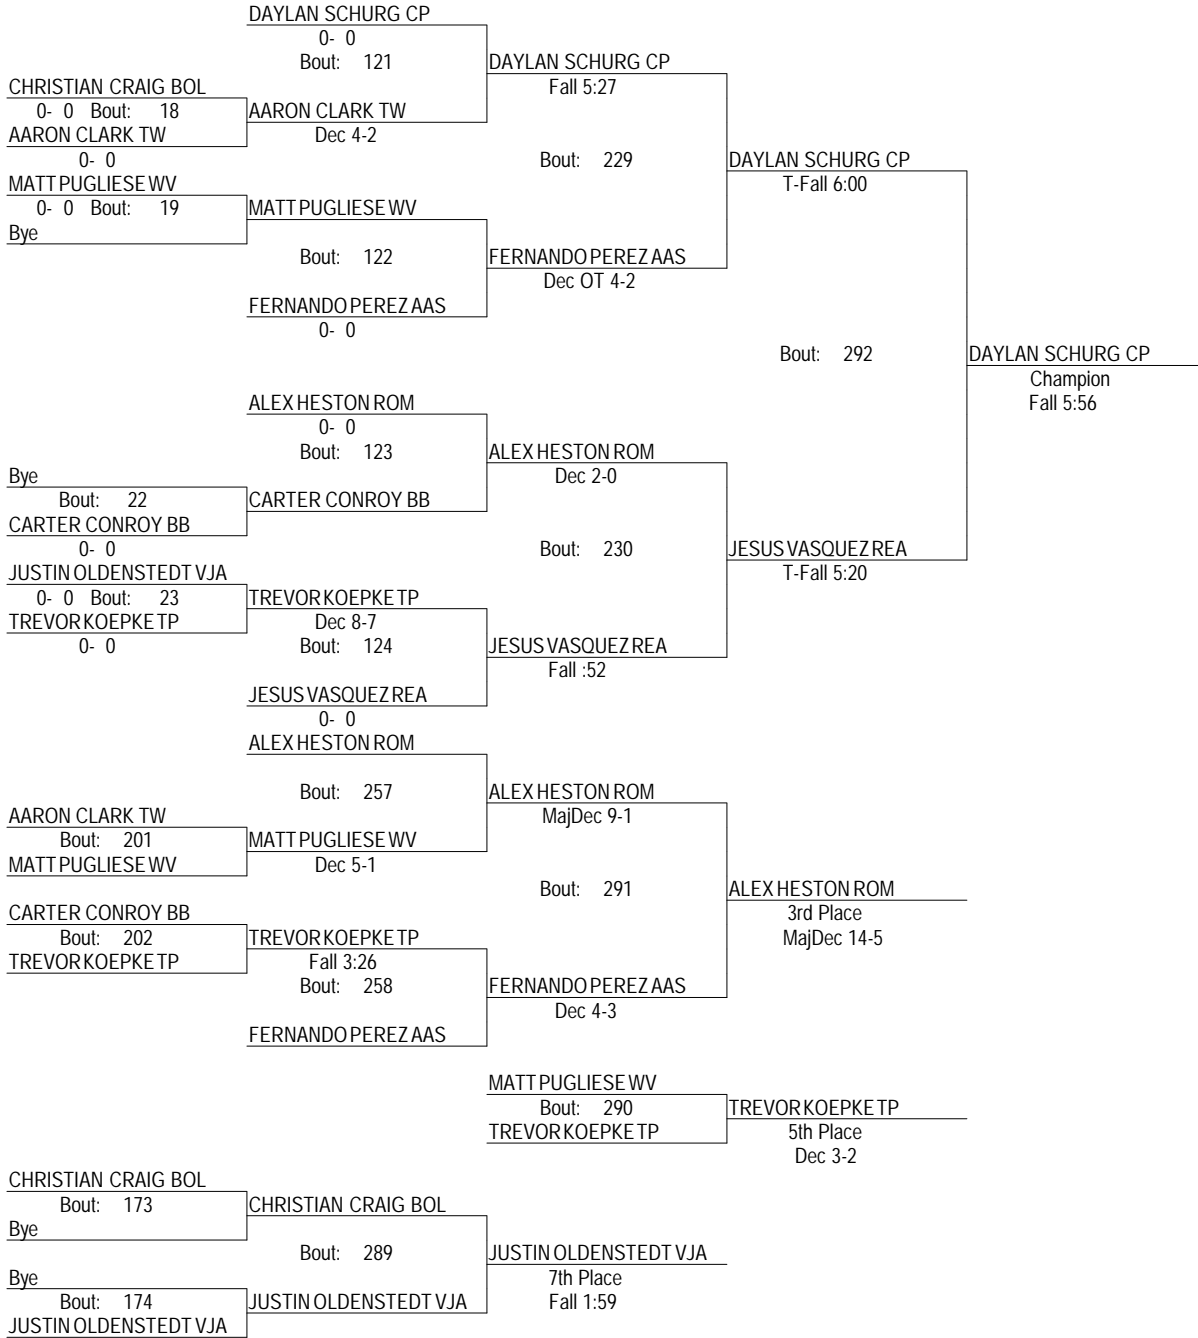 DAYLAN SCHURG CP
0- 0
Bout: 121
DAYLAN SCHURG CP
Fall 5:27
CHRISTIAN CRAIG BOL
0- 0 Bout: 18
AARON CLARK TW
Dec 4-2
AARON CLARK TW
0- 0
Bout: 229
DAYLAN SCHURG CP
T-Fall 6:00
MATT PUGLIESE WV
0- 0 Bout: 19
MATT PUGLIESE WV
Bye
Bout: 122
FERNANDO PEREZ AAS
Dec OT 4-2
FERNANDO PEREZ AAS
0- 0
Bout: 292
DAYLAN SCHURG CP
Champion
Fall 5:56
ALEX HESTON ROM
0- 0
Bout: 123
ALEX HESTON ROM
Dec 2-0
Bye
Bout: 22
CARTER CONROY BB
CARTER CONROY BB
0- 0
Bout: 230
JESUS VASQUEZ REA
T-Fall 5:20
JUSTIN OLDENSTEDT VJA
0- 0 Bout: 23
TREVOR KOEPKE TP
Dec 8-7
TREVOR KOEPKE TP
0- 0
Bout: 124
JESUS VASQUEZ REA
Fall :52
JESUS VASQUEZ REA
0- 0
ALEX HESTON ROM
Bout: 257
ALEX HESTON ROM
MajDec 9-1
AARON CLARK TW
Bout: 201
MATT PUGLIESE WV
Dec 5-1
MATT PUGLIESE WV
Bout: 291
ALEX HESTON ROM
3rd Place
MajDec 14-5
CARTER CONROY BB
Bout: 202
TREVOR KOEPKE TP
Fall 3:26
TREVOR KOEPKE TP
Bout: 258
FERNANDO PEREZ AAS
Dec 4-3
FERNANDO PEREZ AAS
MATT PUGLIESE WV
Bout: 290
TREVOR KOEPKE TP
5th Place
Dec 3-2
TREVOR KOEPKE TP
CHRISTIAN CRAIG BOL
Bout: 173
CHRISTIAN CRAIG BOL
Bye
Bout: 289
JUSTIN OLDENSTEDT VJA
7th Place
Fall 1:59
Bye
Bout: 174
JUSTIN OLDENSTEDT VJA
JUSTIN OLDENSTEDT VJA